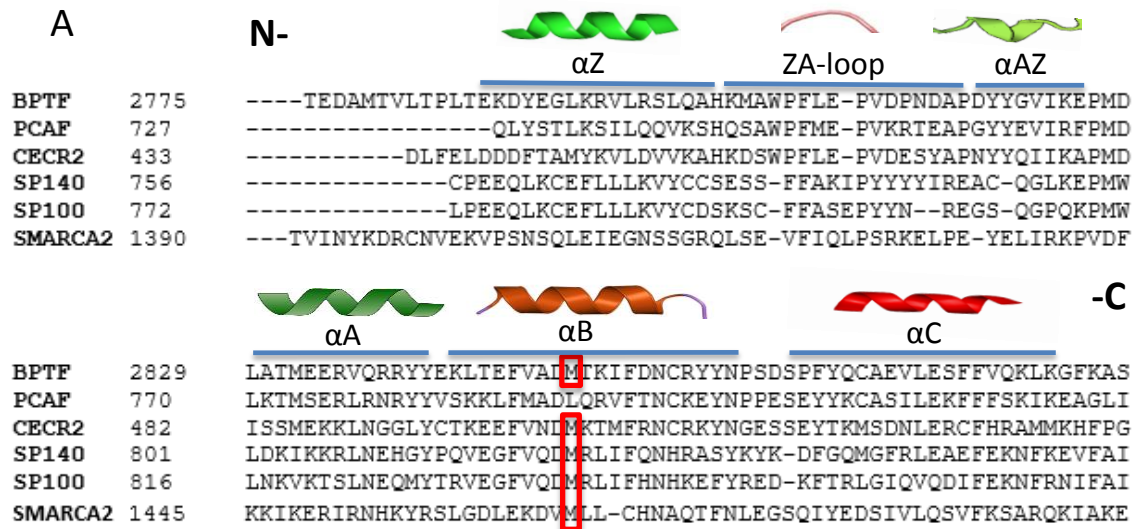 A
N-
αZ ZA-loop αAZ
BPTF 2775 ----TEDAMTVLTPLTEKDYEGLKRVLRSLQAHKMAWPFLE-PVDPNDAPDYYGVIKEPMD
PCAF 727 -----------------QLYSTLKSILQQVKSHQSAWPFME-PVKRTEAPGYYEVIRFPMD
CECR2 433 -----------DLFELDDDFTAMYKVLDVVKAHKDSWPFLE-PVDESYAPNYYQIIKAPMD
SP140 756 --------------CPEEQLKCEFLLLKVYCCSESS-FFAKIPYYYYIREAC-QGLKEPMW
SP100 772 --------------LPEEQLKCEFLLLKVYCDSKSC-FFASEPYYN--REGS-QGPQKPMW
SMARCA2 1390 ---TVINYKDRCNVEKVPSNSQLEIEGNSSGRQLSE-VFIQLPSRKELPE-YELIRKPVDF
-C
αA αB αC
BPTF 2829 LATMEERVQRRYYEKLTEFVADMTKIFDNCRYYNPSDSPFYQCAEVLESFFVQKLKGFKAS
PCAF 770 LKTMSERLRNRYYVSKKLFMADLQRVFTNCKEYNPPESEYYKCASILEKFFFSKIKEAGLI
CECR2 482 ISSMEKKLNGGLYCTKEEFVNDMKTMFRNCRKYNGESSEYTKMSDNLERCFHRAMMKHFPG
SP140 801 LDKIKKRLNEHGYPQVEGFVQDMRLIFQNHRASYKYK-DFGQMGFRLEAEFEKNFKEVFAI
SP100 816 LNKVKTSLNEQMYTRVEGFVQDMRLIFHNHKEFYRED-KFTRLGIQVQDIFEKNFRNIFAI
SMARCA2 1445 KKIKERIRNHKYRSLGDLEKDVMLL-CHNAQTFNLEGSQIYEDSIVLQSVFKSARQKIAKE